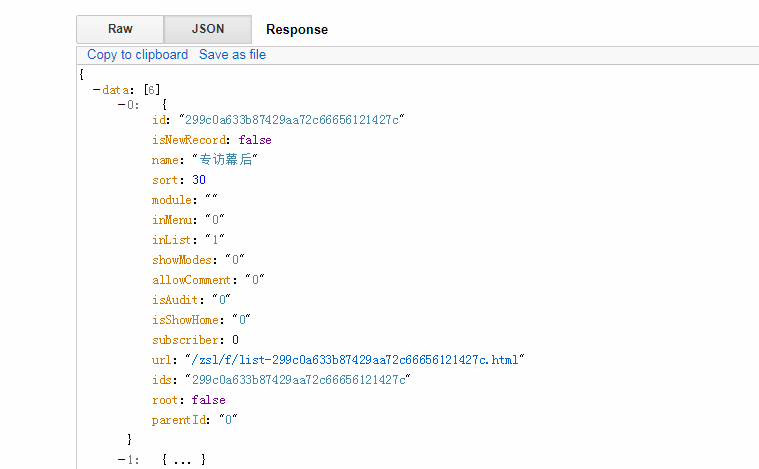 Raw JSON Response
Copy to clipboard Save as file
{
−data: [6]
−0: {
id: "299c0a633b87429aa72c66656121427c"
isNewRecord: false
name: "专访幕后"
sort: 30
module: ""
inMenu: "0"
inList: "1"
showModes: "0"
allowComment: "0"
isAudit: "0"
isShowHome: "0"
subscriber: 0
url: "/zsl/f/list-299c0a633b87429aa72c66656121427c.html"
ids: "299c0a633b87429aa72c66656121427c"
root: false
parentId: "0"
}
−1: { ... }